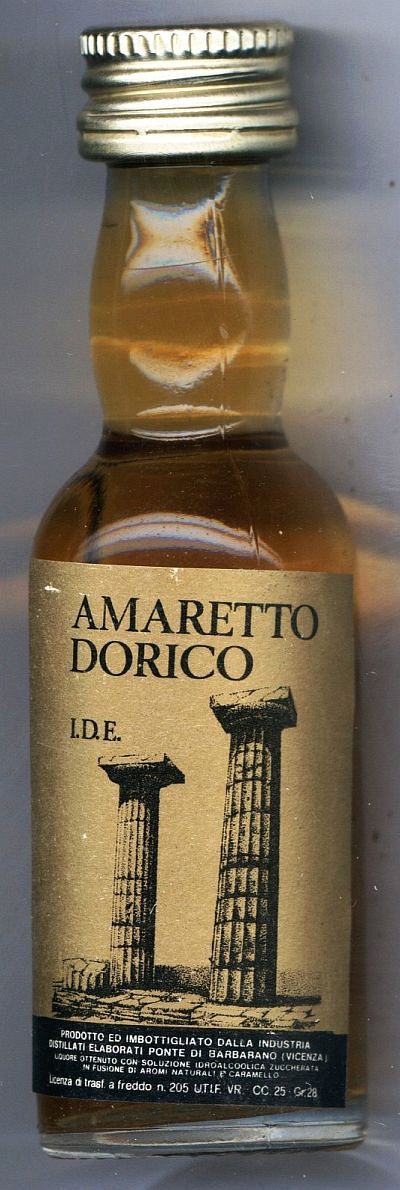 AMARETTO
DORICO
I.D.E.
PRODOTTO ED IMBOTTIGLIATO DALLA INDUSTRIA
DISTILLATI ELABORATI PONTE DI BARBARANO (VICENZA)
LIQUORE OTTENUTO CON SOLUZIONE IDROALCOOLICA ZUCCHERATA
IN FUSIONE DI AROMI NATURALI E CARAMELLO
Licenza di trasf. a freddo n. 205 U.T.I.F. VR. - CC. 25 - Gr. 28